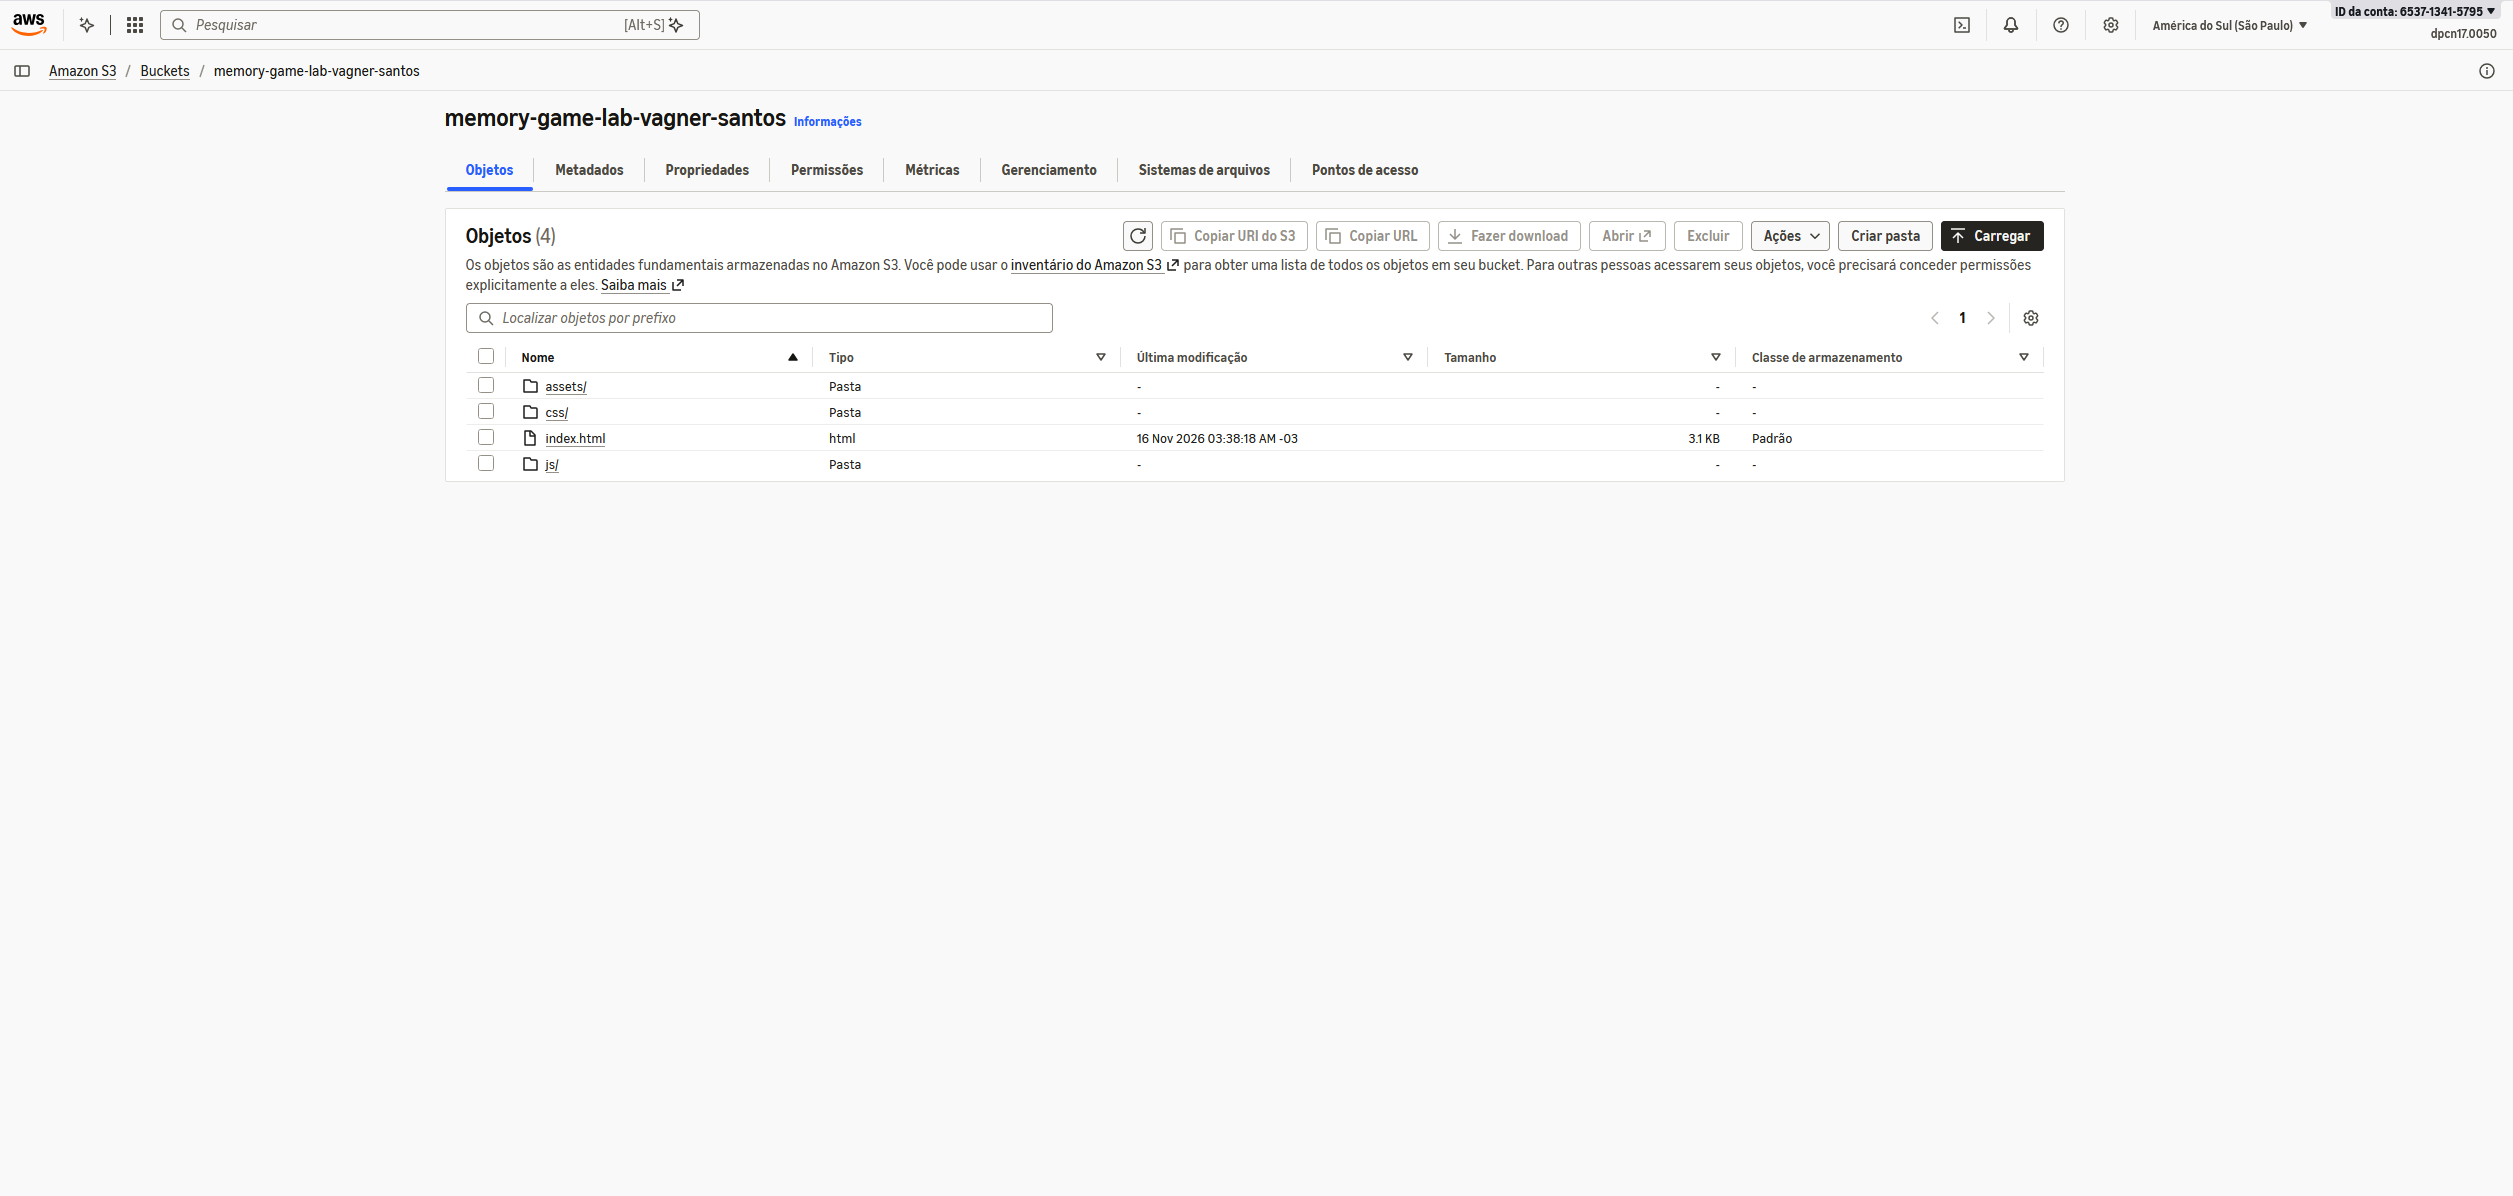 aws
Pesquisar [Alt+S]
América do Sul (São Paulo)
ID da conta: 6537-1341-5795
dpcn17.0050
Amazon S3 / Buckets / memory-game-lab-vagner-santos
memory-game-lab-vagner-santos Informações
Objetos Metadados Propriedades Permissões Métricas Gerenciamento Sistemas de arquivos Pontos de acesso
Objetos (4) Copiar URI do S3 Copiar URL Fazer download Abrir Excluir Ações Criar pasta Carregar
Os objetos são as entidades fundamentais armazenadas no Amazon S3. Você pode usar o inventário do Amazon S3 para obter uma lista de todos os objetos em seu bucket. Para outras pessoas acessarem seus objetos, você precisará conceder permissões
explicitamente a eles. Saiba mais
Localizar objetos por prefixo 1
Nome Tipo Última modificação Tamanho Classe de armazenamento
assets/ Pasta - - -
css/ Pasta - - -
index.html html 16 Nov 2026 03:38:18 AM -03 3.1 KB Padrão
js/ Pasta - - -